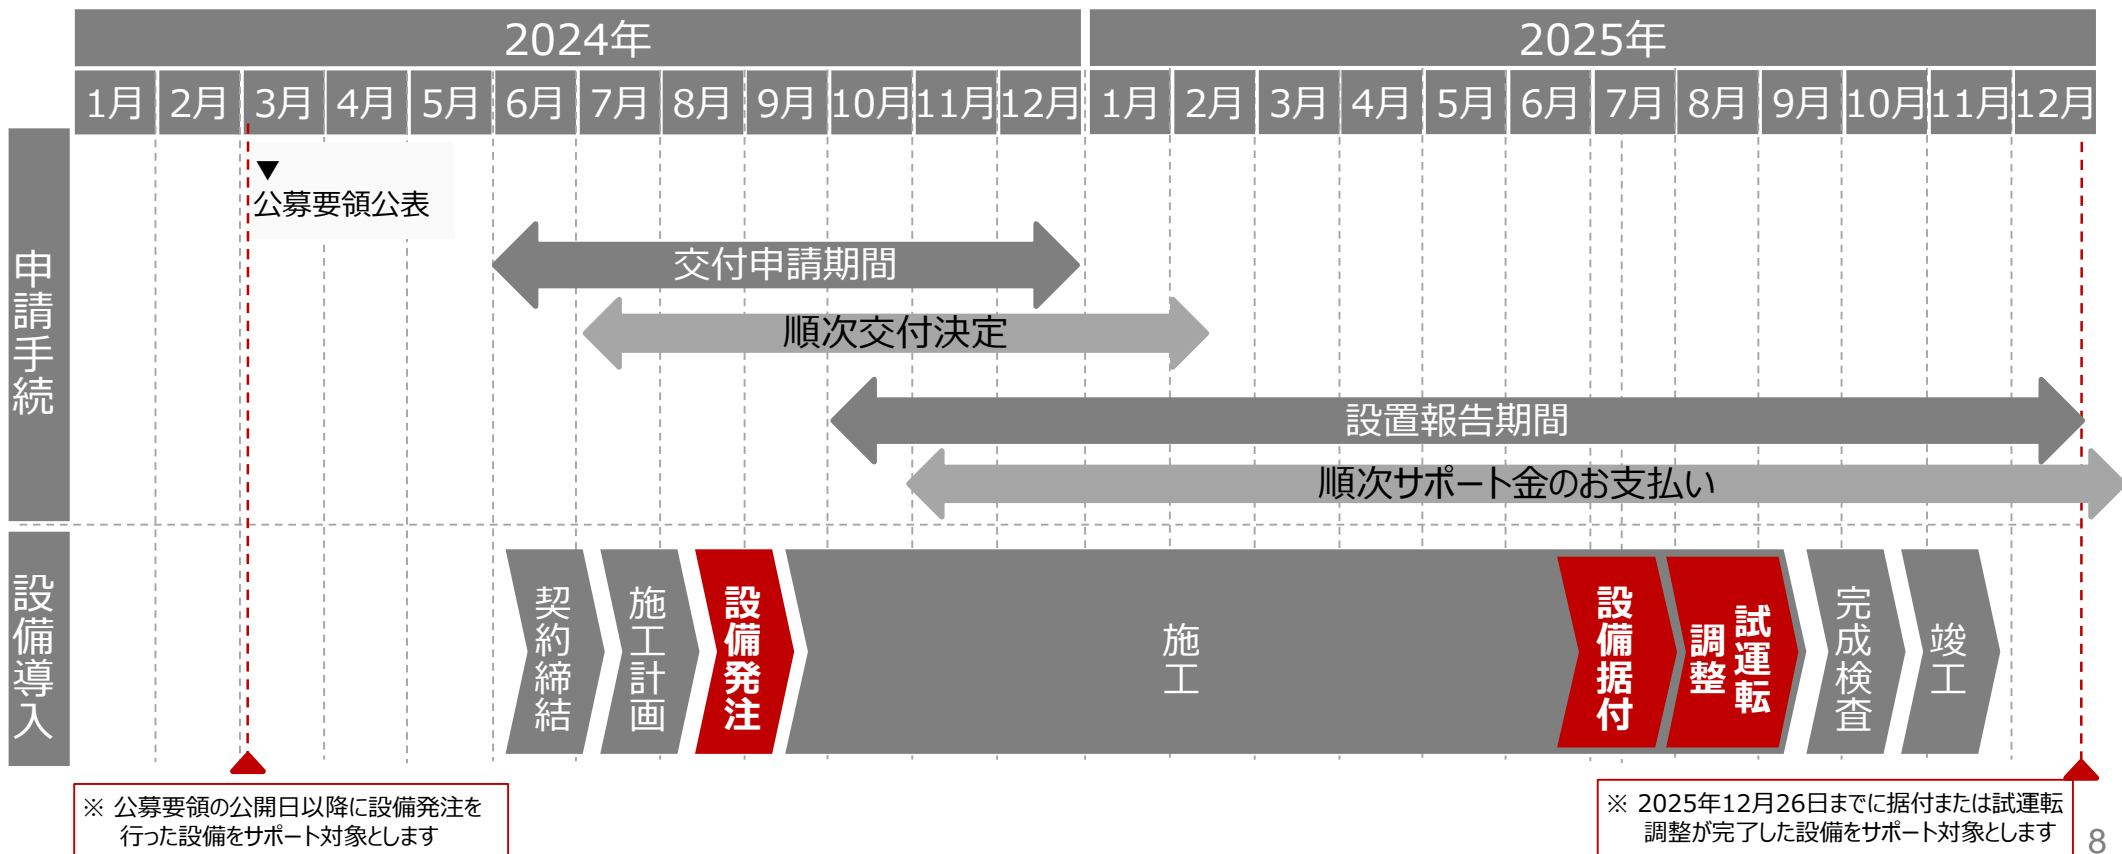 2024年
2025年
1月 2月 3月 4月 5月 6月 7月 8月 9月 10月 11月 12月 1月 2月 3月 4月 5月 6月 7月 8月 9月 10月 11月 12月
申請手続
▼
公募要領公表
交付申請期間
順次交付決定
設置報告期間
順次サポート金のお支払い
設備導入
契約締結
施工計画
設備発注
施工
設備据付
試運転
調整
完成検査
竣工
※ 公募要領の公開日以降に設備発注を
行った設備をサポート対象とします
※ 2025年12月26日までに据付または試運転
調整が完了した設備をサポート対象とします
8